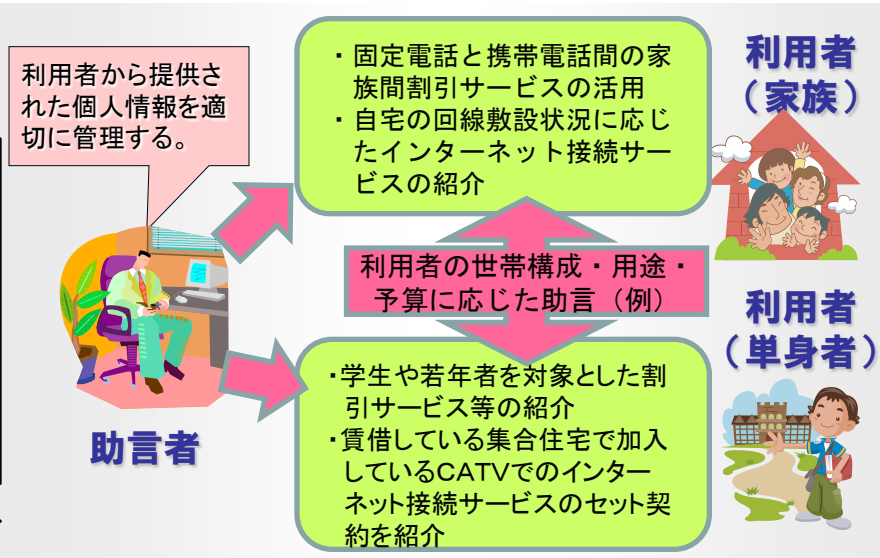 利用者から提供さ
れた個人情報を適
切に管理する。
・固定電話と携帯電話間の家
族間割引サービスの活用
・自宅の回線敷設状況に応じ
たインターネット接続サー
ビスの紹介
利用者
（家族）
利用者の世帯構成・用途・
予算に応じた助言（例）
利用者
（単身者）
・学生や若年者を対象とした割
引サービス等の紹介
・賃借している集合住宅で加入
しているCATVでのインター
ネット接続サービスのセット契
約を紹介
助言者